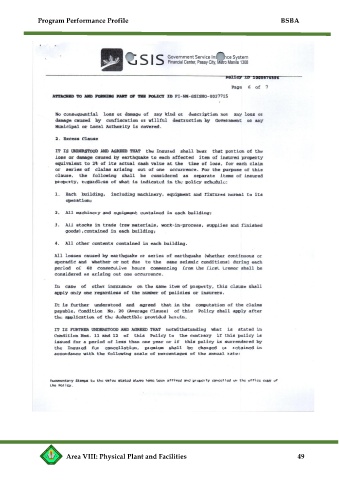 Program Performance Profile BSBA
GSIS Government Service Insurance System
Financial Center, Pasay City, Metro Manila 1308
Page 6 of 7
ATTACHED TO AND FORMING PART OF THE POLICY ID FI-NM-GSISHO-0027715
No consequential loss or damage of any kind or description nor any loss or
damage caused by confiscation or willful destruction by Government or any
Municipal or Local Authority is covered.
2. Excess Clause
IT IS UNDERSTOOD AND AGREED THAT the Insured shall bear that portion of the
loss or damage caused by earthquake to each affected item of insured property
equivalent to 2% of its actual cash value at the time of loss, for each claim
or series of claims arising out of one occurrence. For the purpose of this
clause, the following shall be considered as separate items of insured
property, regardless of what is indicated in the policy schedule:
1. Each building, including machinery, equipment and fixtures normal to its
operation;
2. All machinery and equipment contained in each building;
3. All stocks in trade (raw materials, work-in-process, supplies and finished
goods), contained in each building;
4. All other contents contained in each building.
All losses caused by earthquake or series of earthquake (whether continuous or
sporadic and whether or not due to the same seismic conditions) during each
period of 48 consecutive hours commencing from the first tremor shall be
considered as arising out one occurrence.
In case of other insurance on the same item of property, this clause shall
apply only one regardless of the number of policies or insurers.
It is further understood and agreed that in the computation of the claims
payable, Condition No. 26 (Average Clause) of this Policy shall apply after
the application of the deductible provided herein.
IT IS FURTHER UNDERSTOOD AND AGREED THAT notwithstanding what is stated in
Condition Nos. 11 and 12 of this Policy to the contrary if this policy is
issued for a period of less than one year or if this policy is surrendered by
the Insured for cancellation, premium shall be charged or retained in
accordance with the following scale of percentages of the annual rate:
Documentary Stamps to the value stated above have been affixed and properly cancelled on the office copy of
the Policy.
Area VIII: Physical Plant and Facilities 49